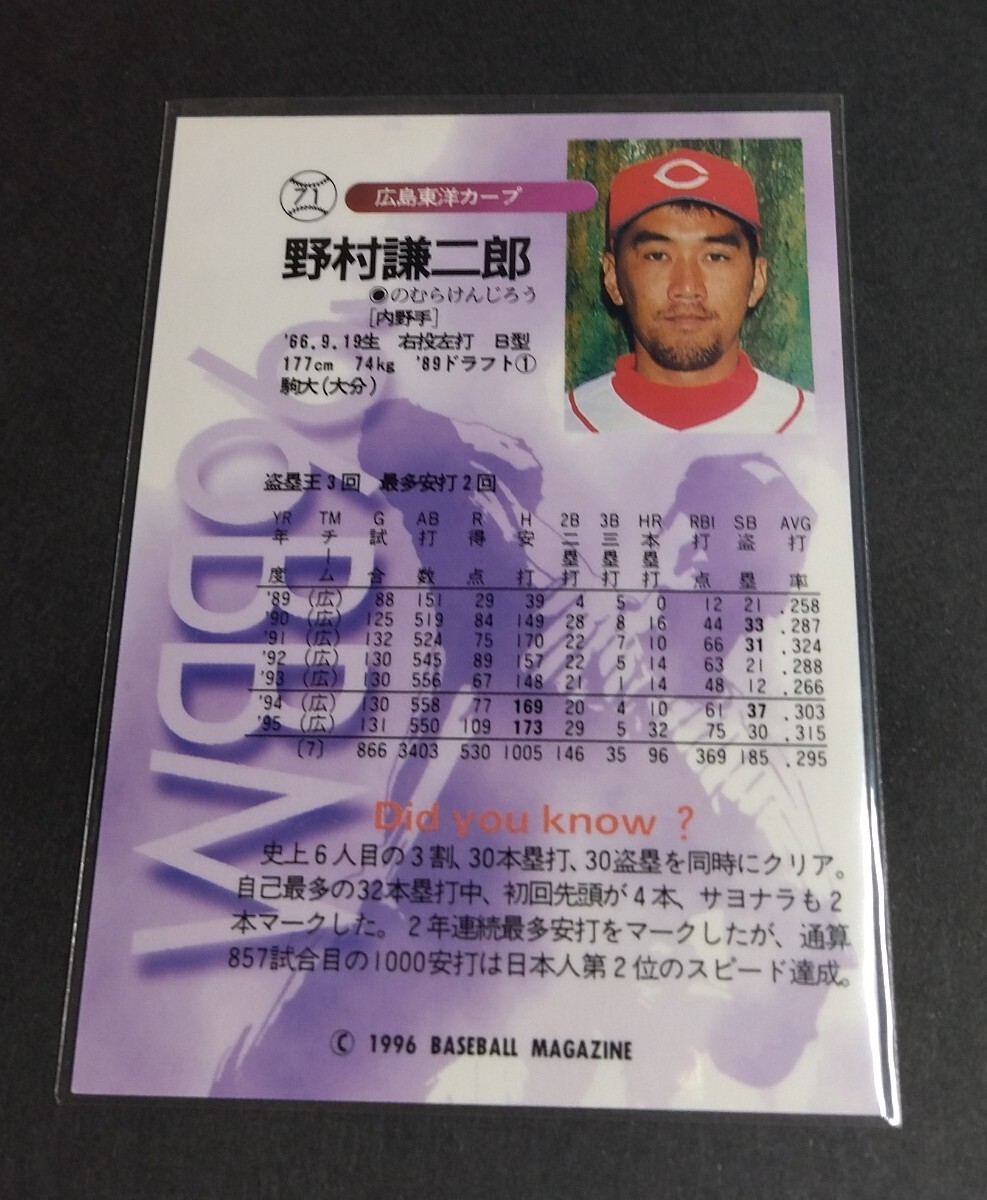 71 広島東洋カープ
野村謙二郎
◉のむらけんじろう
[内野手]
'66.9.19生 右投左打 B型
177cm 74kg '89ドラフト①
駒大(大分)
盗塁王3回 最多安打2回
YR TM G AB R H 2B 3B HR RBI SB AVG
年度 チーム 試合 打数 得点 安打 二塁打 三塁打 本塁打 打点 盗塁 打率
'89 (広) 88 151 29 39 4 5 0 12 21 .258
'90 (広) 125 519 84 149 28 8 16 44 33 .287
'91 (広) 132 524 75 170 22 7 10 66 31 .324
'92 (広) 130 545 89 157 22 5 14 63 21 .288
'93 (広) 130 556 67 148 21 1 14 48 12 .266
'94 (広) 130 558 77 169 20 4 10 61 37 .303
'95 (広) 131 550 109 173 29 5 32 75 30 .315
〔7〕 866 3403 530 1005 146 35 96 369 185 .295
Did you know ?
史上6人目の3割、30本塁打、30盗塁を同時にクリア。
自己最多の32本塁打中、初回先頭が4本、サヨナラも2
本マークした。2年連続最多安打をマークしたが、通算
857試合目の1000安打は日本人第2位のスピード達成。
© 1996 BASEBALL MAGAZINE
'96BBM